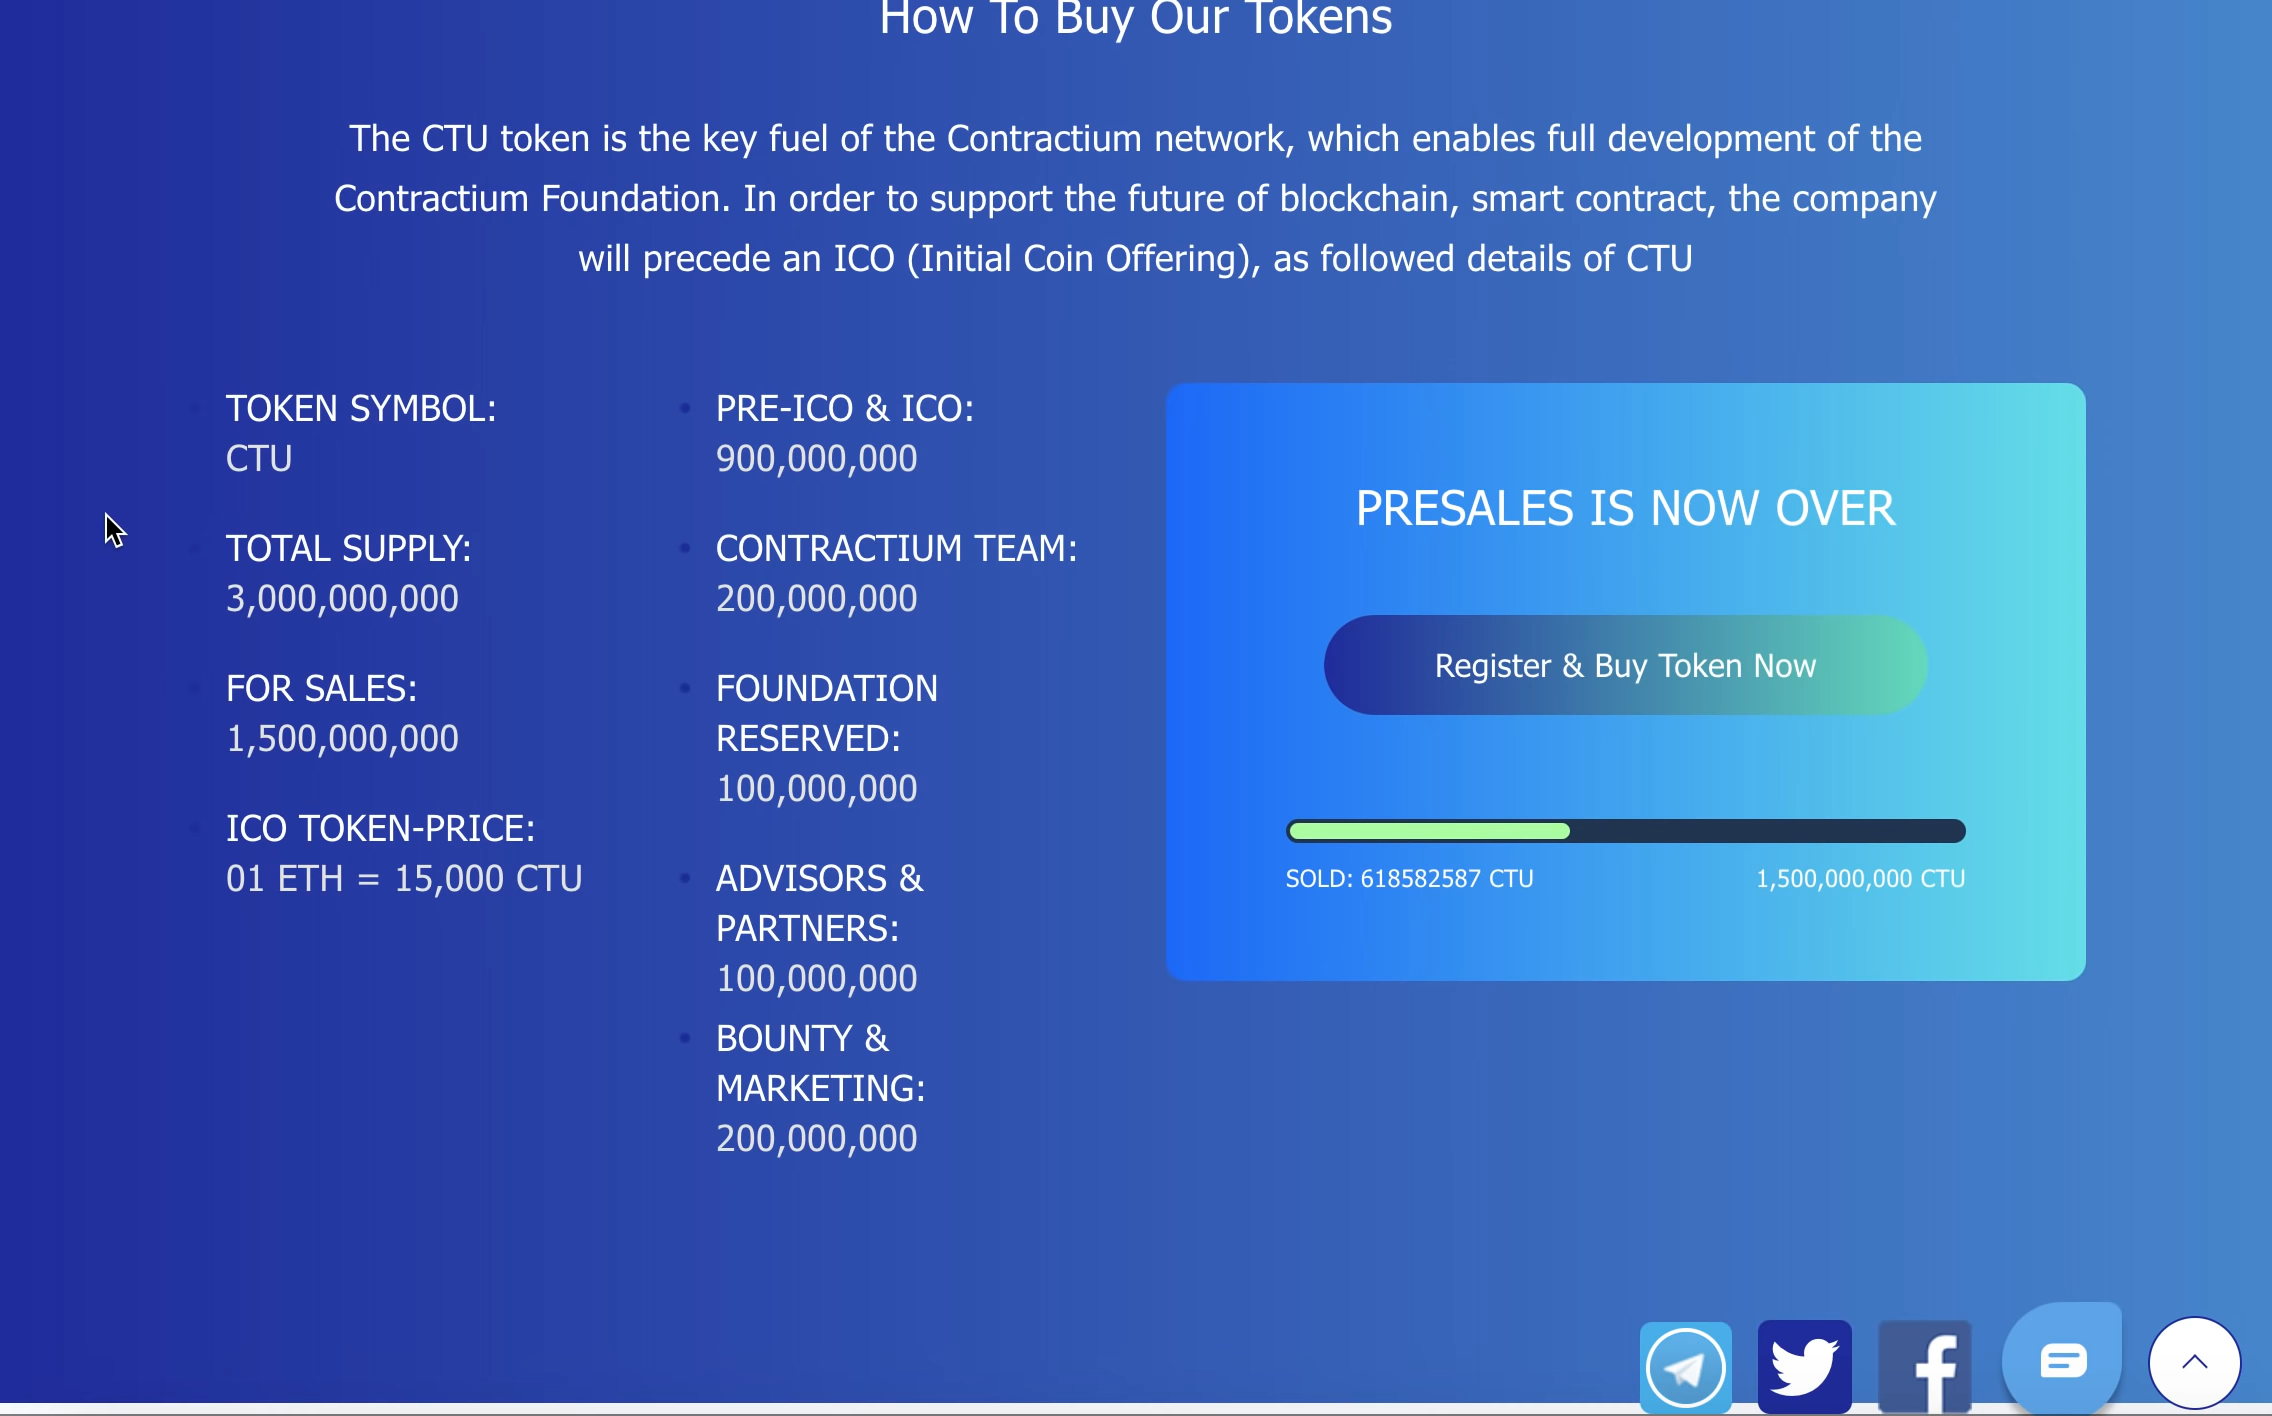 How To Buy Our Tokens
The CTU token is the key fuel of the Contractium network, which enables full development of the
Contractium Foundation. In order to support the future of blockchain, smart contract, the company
will precede an ICO (Initial Coin Offering), as followed details of CTU
TOKEN SYMBOL:
CTU
TOTAL SUPPLY:
3,000,000,000
FOR SALES:
1,500,000,000
ICO TOKEN-PRICE:
01 ETH = 15,000 CTU
PRE-ICO & ICO:
900,000,000
CONTRACTIUM TEAM:
200,000,000
FOUNDATION
RESERVED:
100,000,000
ADVISORS &
PARTNERS:
100,000,000
BOUNTY &
MARKETING:
200,000,000
PRESALES IS NOW OVER
Register & Buy Token Now
SOLD: 618582587 CTU
1,500,000,000 CTU